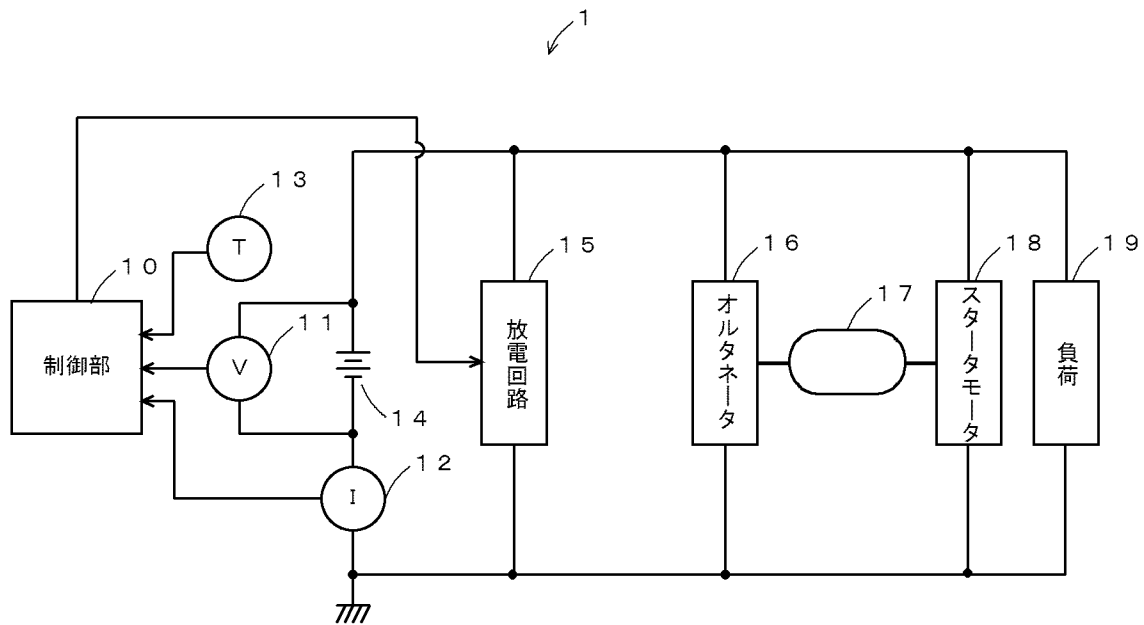 １
１３
T
１０
制御部
１１
V
１４
１２
I
１５
放電回路
１６
オルタネータ
１７
１８
スタータモータ
１９
負荷